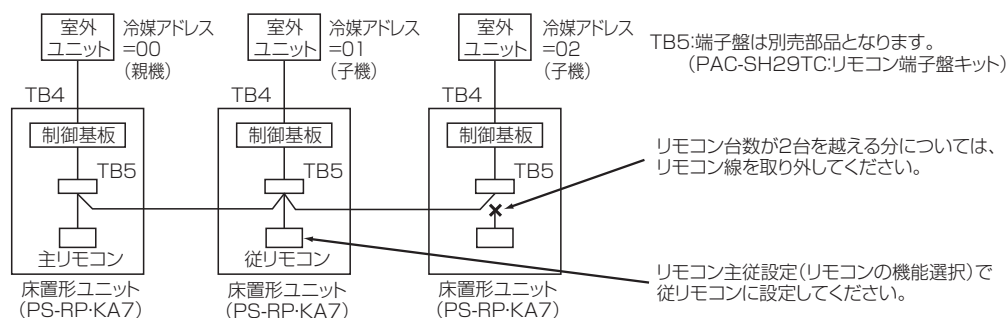 室外
ユニット
冷媒アドレス
=00
(親機)
室外
ユニット
冷媒アドレス
=01
(子機)
室外
ユニット
冷媒アドレス
=02
(子機)
TB5:端子盤は別売部品となります。
(PAC-SH29TC:リモコン端子盤キット)
TB4
TB4
TB4
制御基板
制御基板
制御基板
リモコン台数が2台を越える分については、
リモコン線を取り外してください。
TB5
TB5
TB5
主リモコン
従リモコン
リモコン主従設定(リモコンの機能選択)で
従リモコンに設定してください。
床置形ユニット
(PS-RP·KA7)
床置形ユニット
(PS-RP·KA7)
床置形ユニット
(PS-RP·KA7)